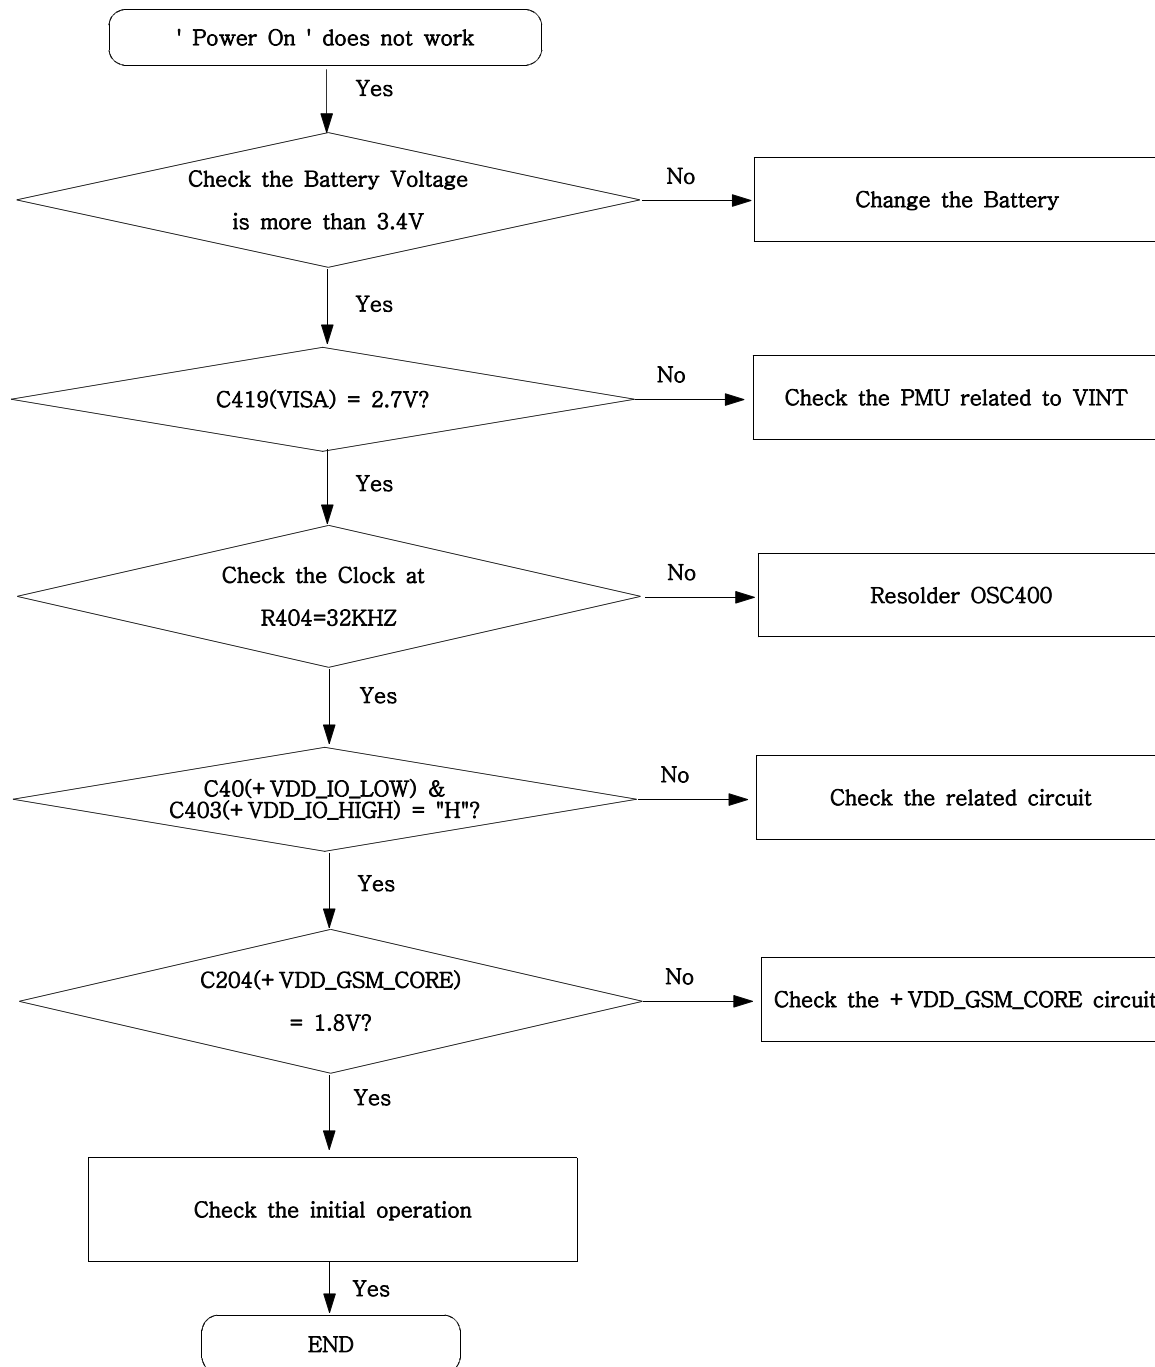 ' Power On ' does not work
Yes
Check the Battery Voltage
is more than 3.4V
No
Change the Battery
Yes
C419(VISA) = 2.7V?
No
Check the PMU related to VINT
Yes
Check the Clock at
R404=32KHZ
No
Resolder OSC400
Yes
C40(+VDD_IO_LOW) &
C403(+VDD_IO_HIGH) = "H"?
No
Check the related circuit
Yes
C204(+VDD_GSM_CORE)
= 1.8V?
No
Check the +VDD_GSM_CORE circuit
Yes
Check the initial operation
Yes
END